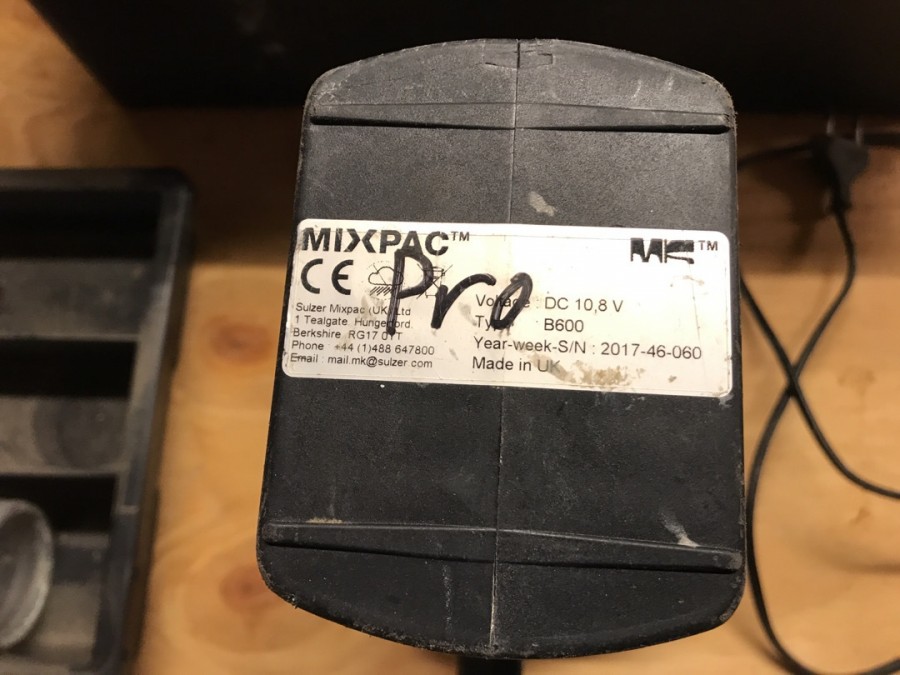 MIXPAC™
MK™
CE
Pro
Sulzer Mixpac (UK) Ltd
1 Tealgate, Hungerford
Berkshire RG17 0YT
Phone +44 (1)488 647800
Email mail.mk@sulzer.com
Voltage DC 10,8 V
Type B600
Year-week-S/N : 2017-46-060
Made in UK